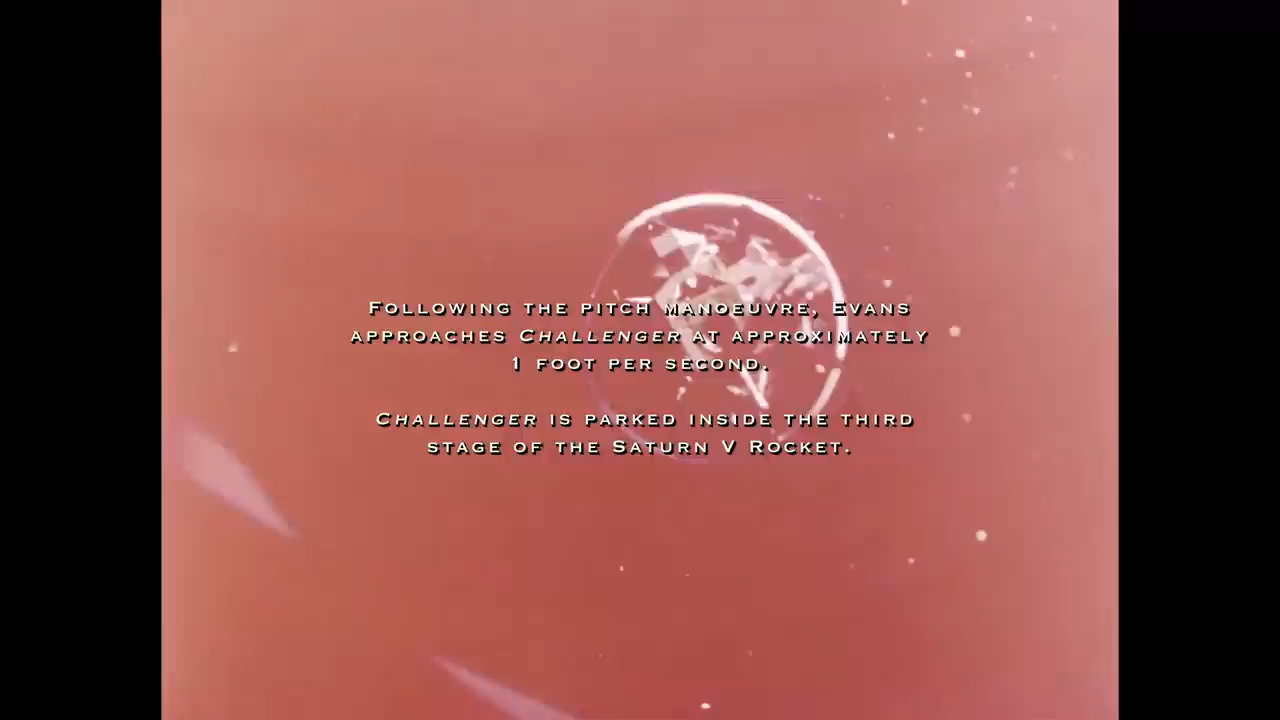 Following the pitch manoeuvre, Evans
approaches Challenger at approximately
1 foot per second.
Challenger is parked inside the third
stage of the Saturn V Rocket.